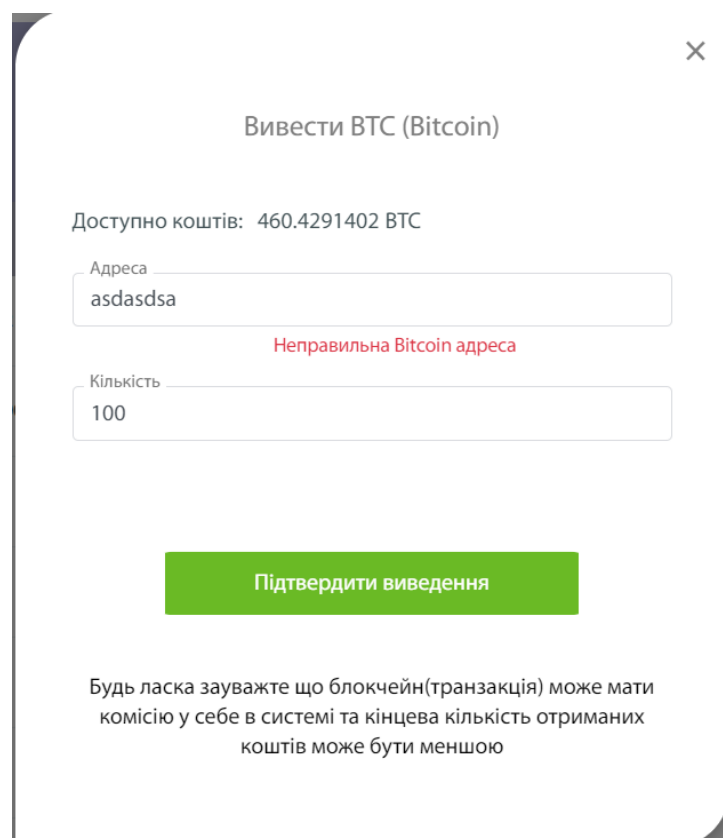 Вивести BTC (Bitcoin)
Доступно коштів: 460.4291402 BTC
Адреса
asdasdsa
Неправильна Bitcoin адреса
Кількість
100
Підтвердити виведення
Будь ласка зауважте що блокчейн(транзакція) може мати
комісію у себе в системі та кінцева кількість отриманих
коштів може бути меншою